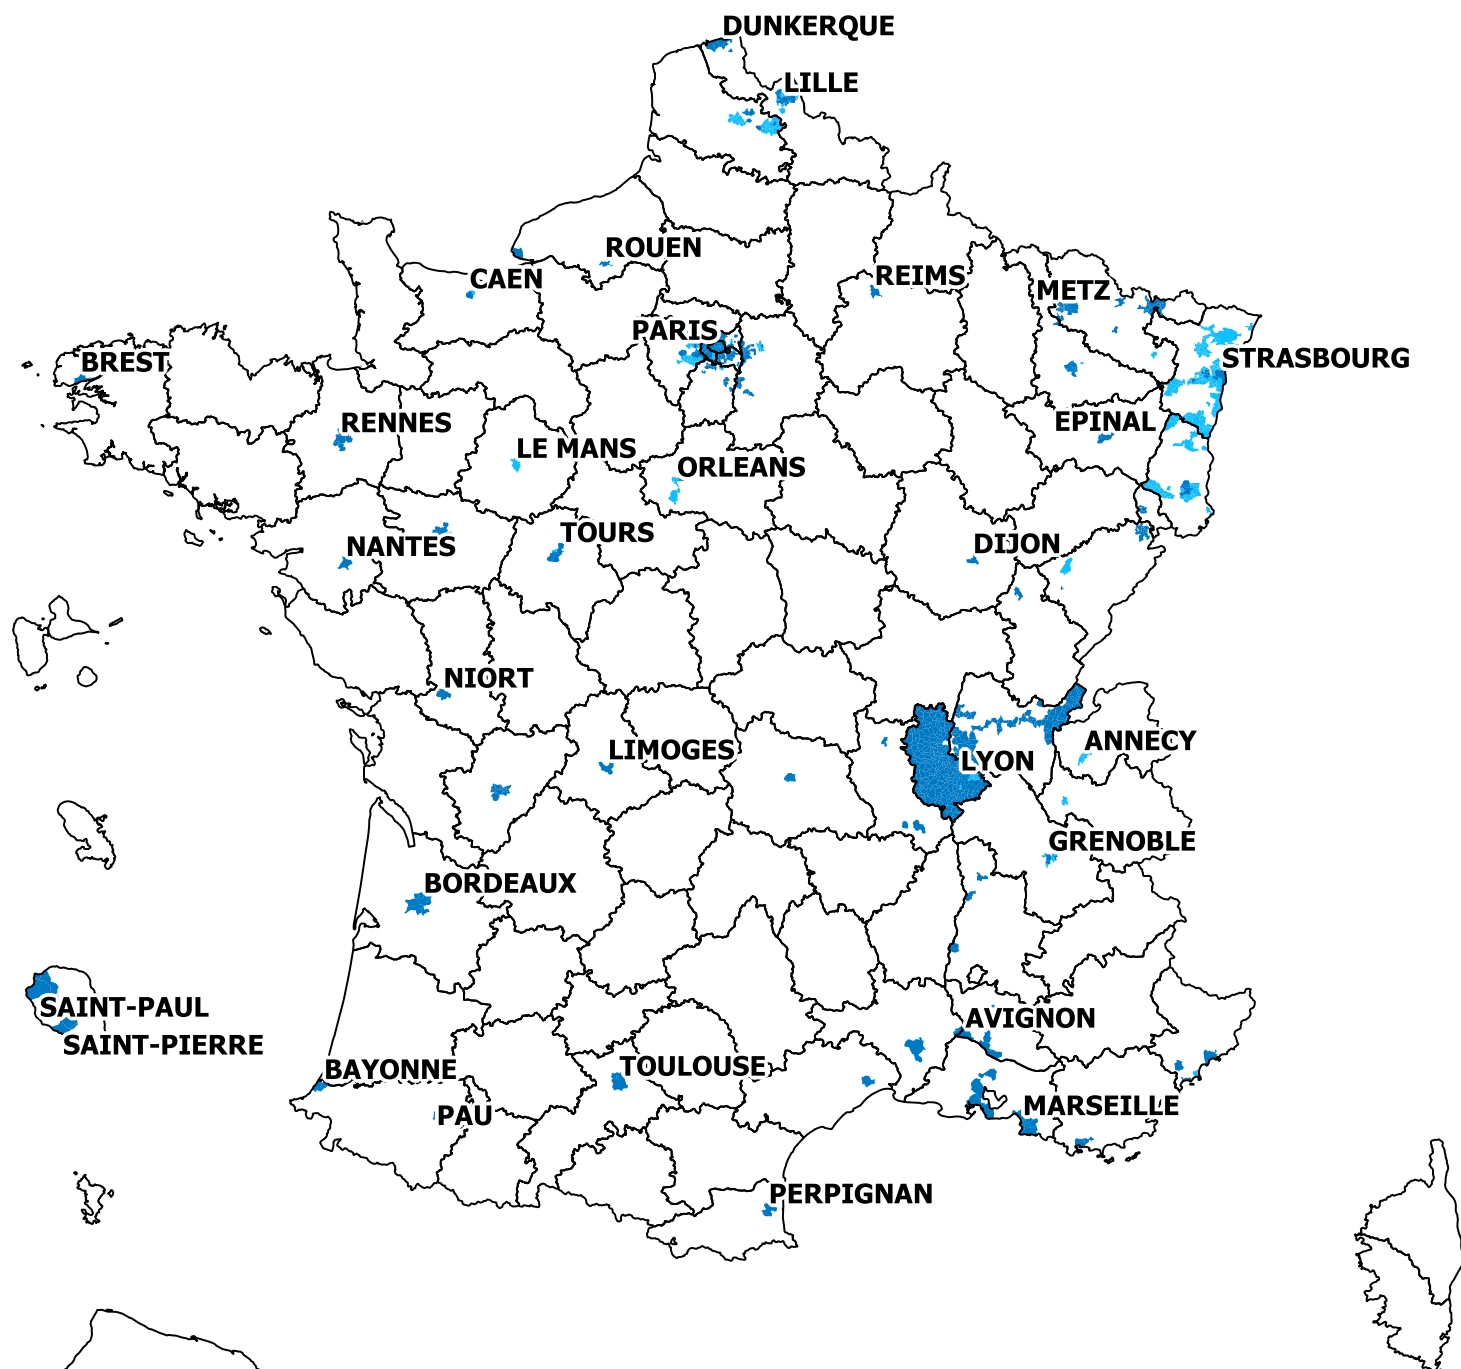 DUNKERQUE
LILLE
ROUEN
CAEN
REIMS
METZ
PARIS
STRASBOURG
BREST
RENNES
EPINAL
LE MANS
ORLEANS
TOURS
NANTES
DIJON
NIORT
LIMOGES
ANNECY
LYON
GRENOBLE
BORDEAUX
SAINT-PAUL
AVIGNON
SAINT-PIERRE
BAYONNE
TOULOUSE
PAU
MARSEILLE
PERPIGNAN